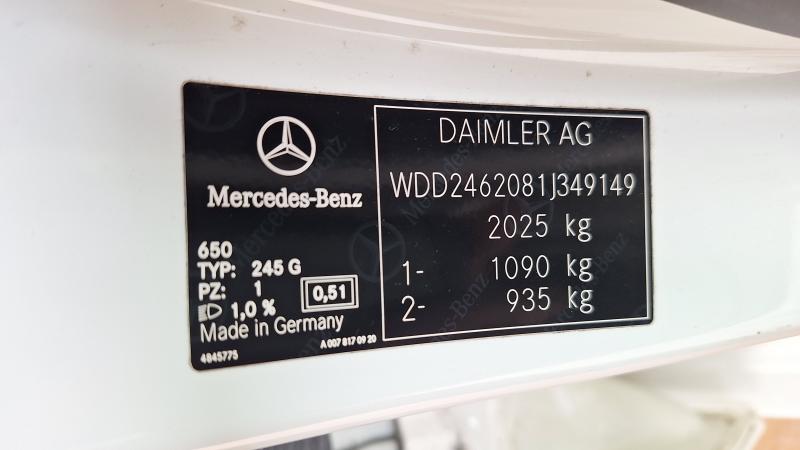 Mercedes-Benz
650
TYP: 245 G
PZ: 1
1,0 %
0,51
Made in Germany
4845775
A 007 817 09 20
DAIMLER AG
WDD2462081J349149
2025 kg
1- 1090 kg
2- 935 kg